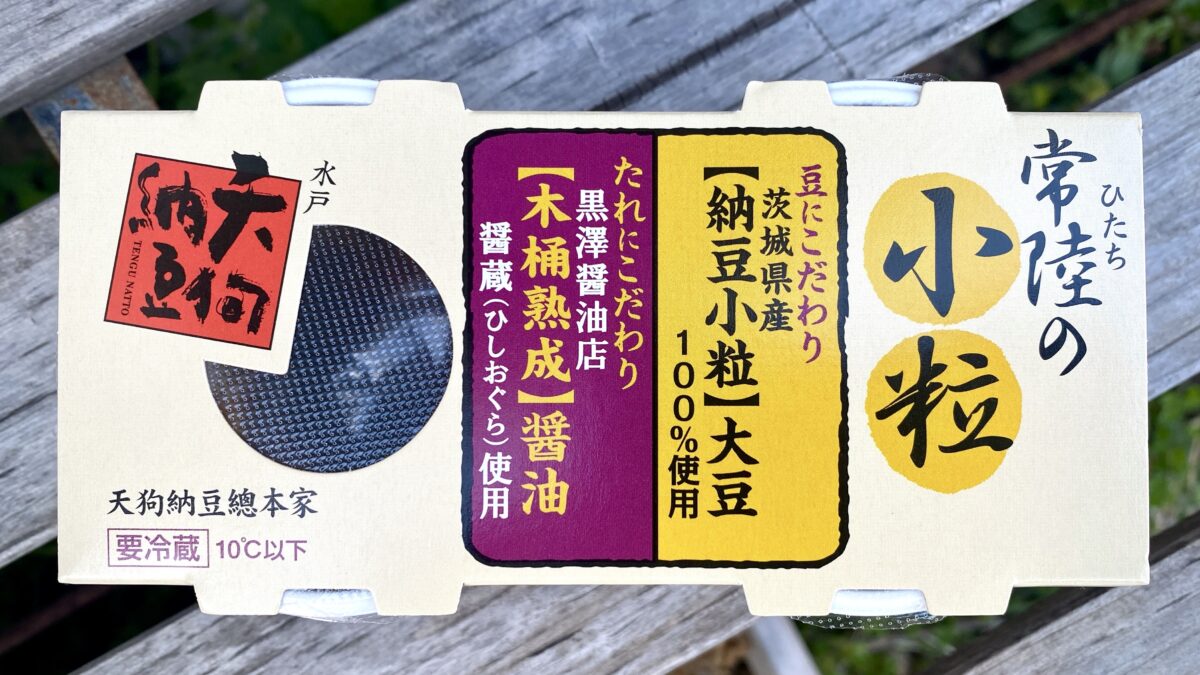 常陸の
ひたち
小粒
豆にこだわり
茨城県産
【納豆小粒】大豆
100%使用
たれにこだわり
黒澤醤油店
【木桶熟成】醤油
醤蔵(ひしおぐら)使用
水戸
天狗
納豆
TENGU NATTO
天狗納豆總本家
要冷蔵 10℃以下